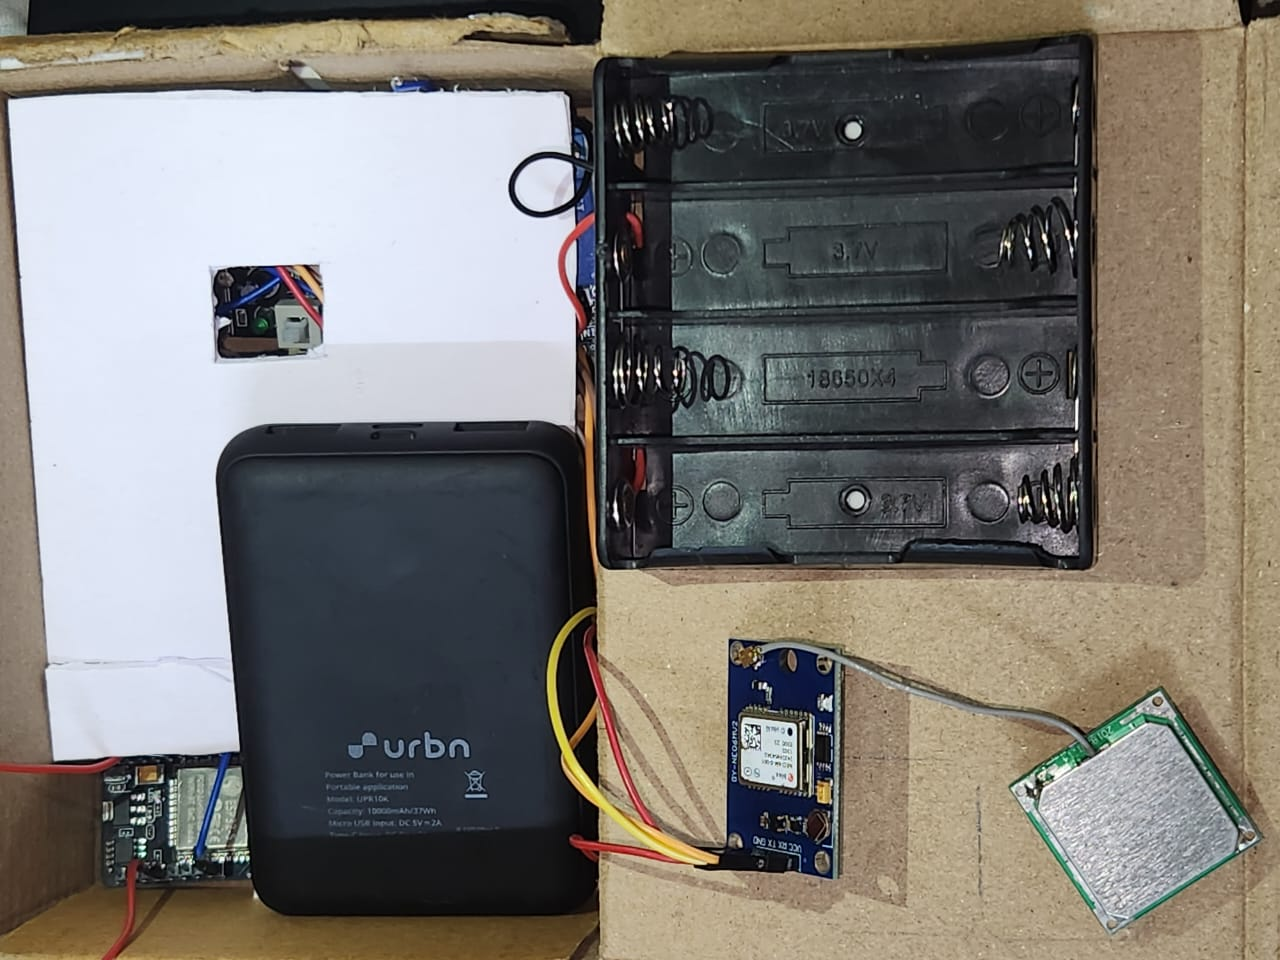 3.7V
3.7V
18650X4
3.7V
urbn
Power Bank for use in
Portable application
Model: UPR10K
Capacity: 10000mAh/37Wh
Micro USB Input: DC 5V⎓2A
GY-NEO6MV2
VCC RX TX GND